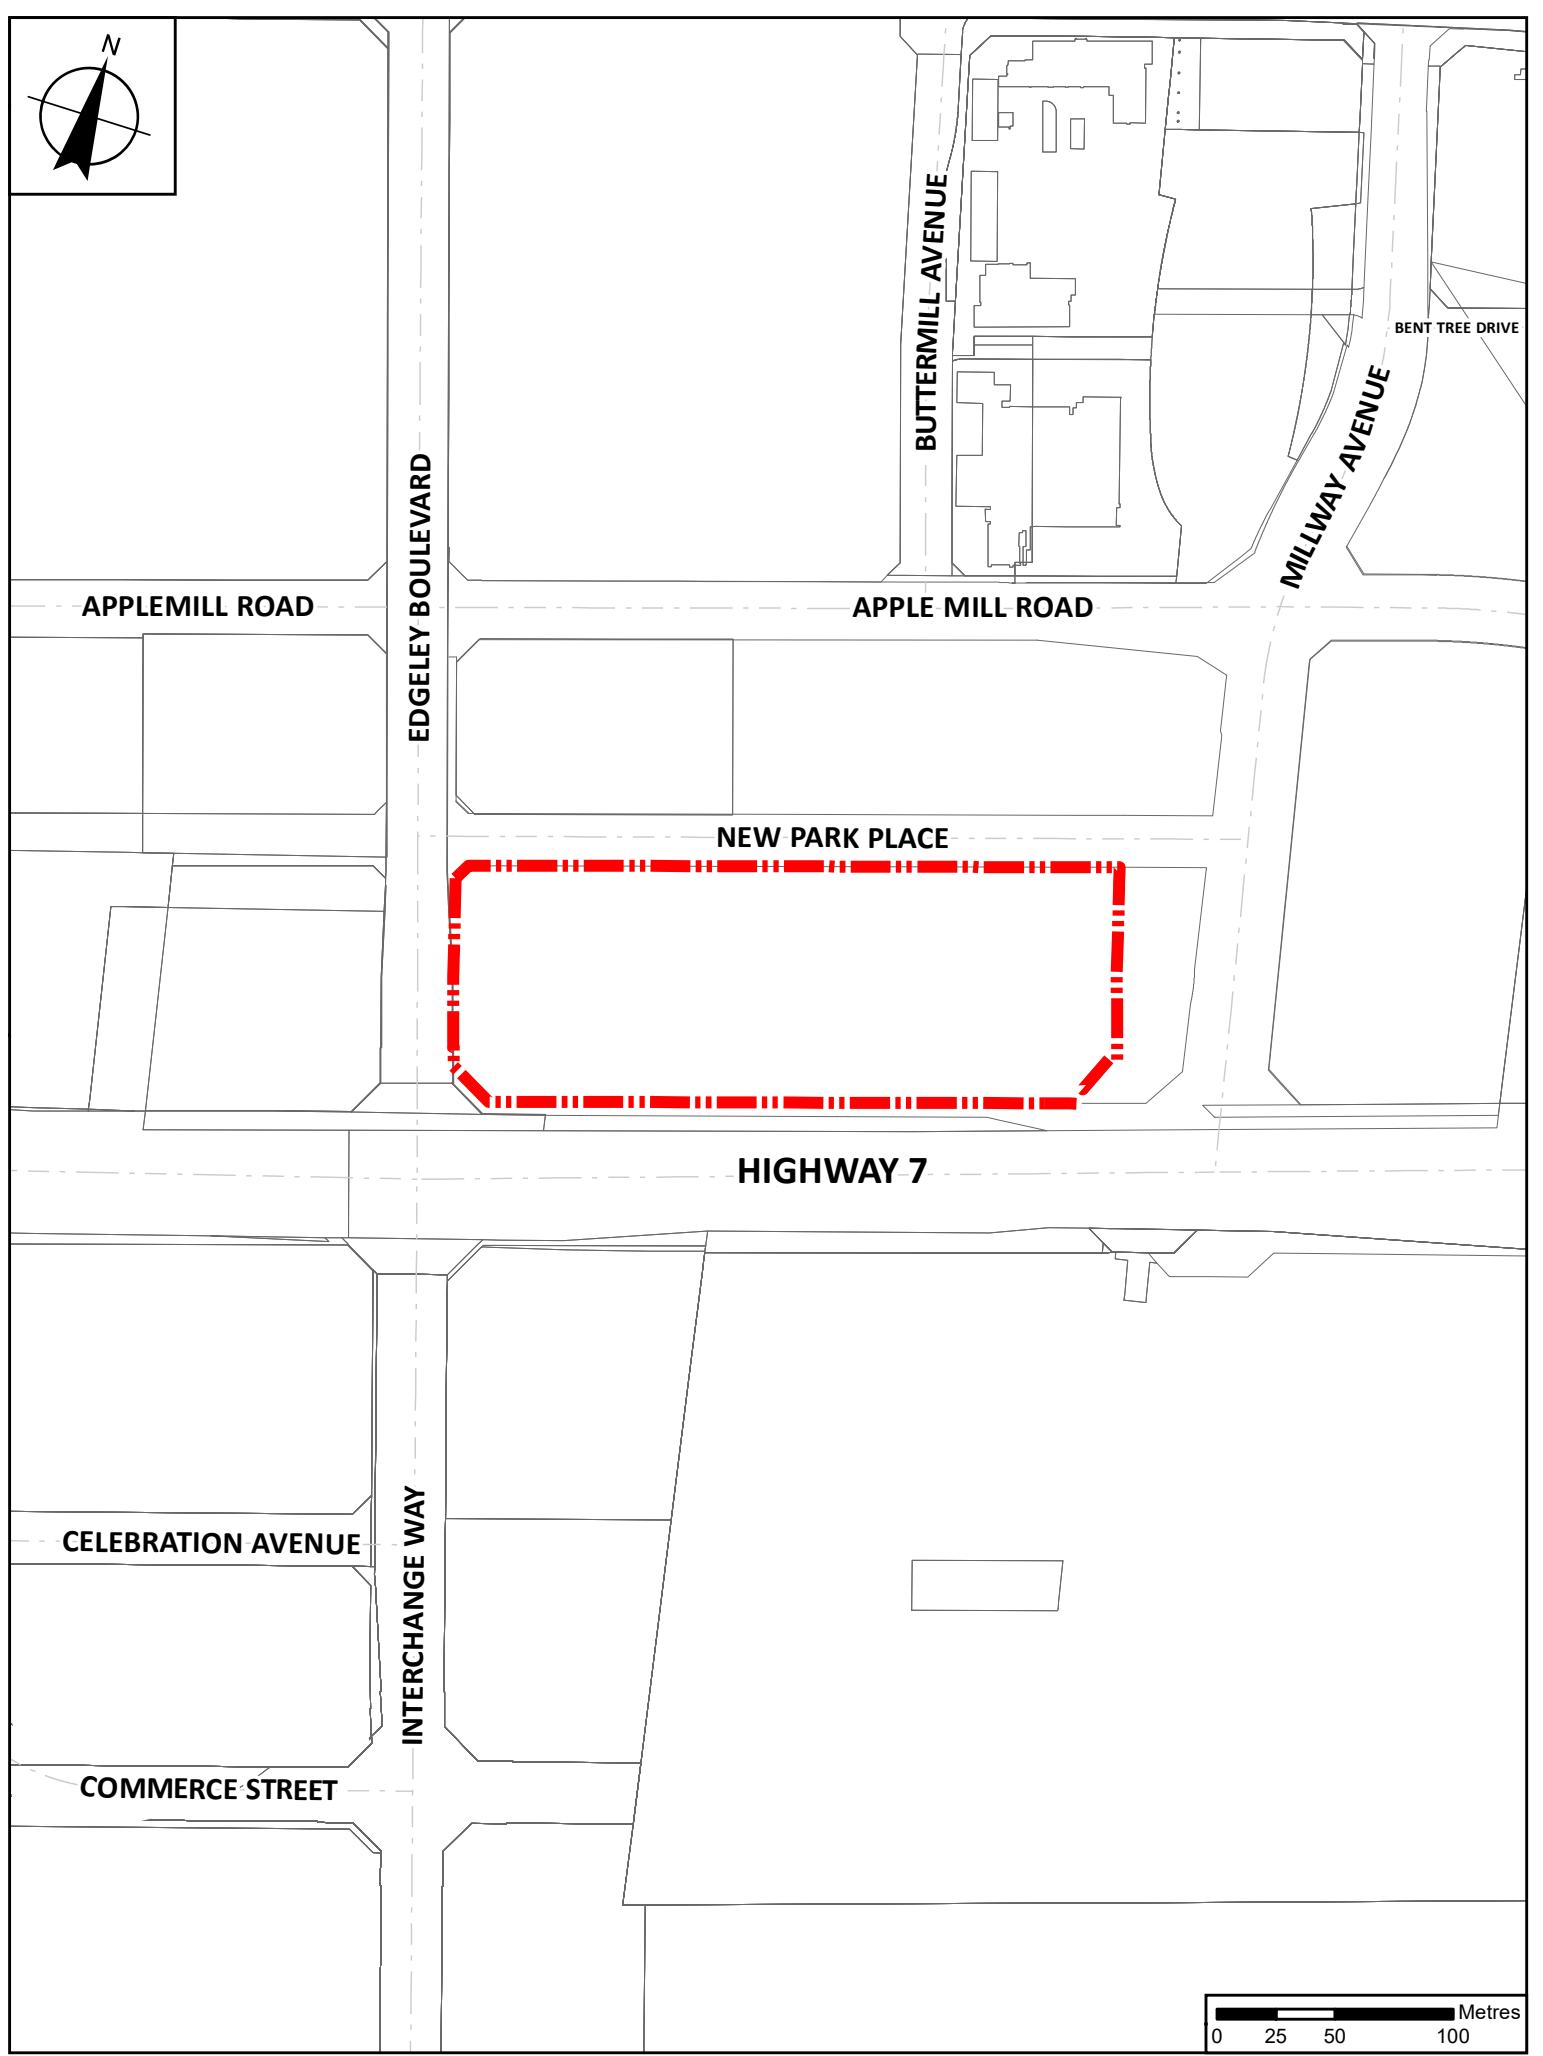 N
BUTTERMILL AVENUE
BENT TREE DRIVE
MILLWAY AVENUE
EDGELEY BOULEVARD
APPLEMILL ROAD
APPLE MILL ROAD
NEW PARK PLACE
HIGHWAY 7
INTERCHANGE WAY
CELEBRATION AVENUE
COMMERCE STREET
Metres
0 25 50 100